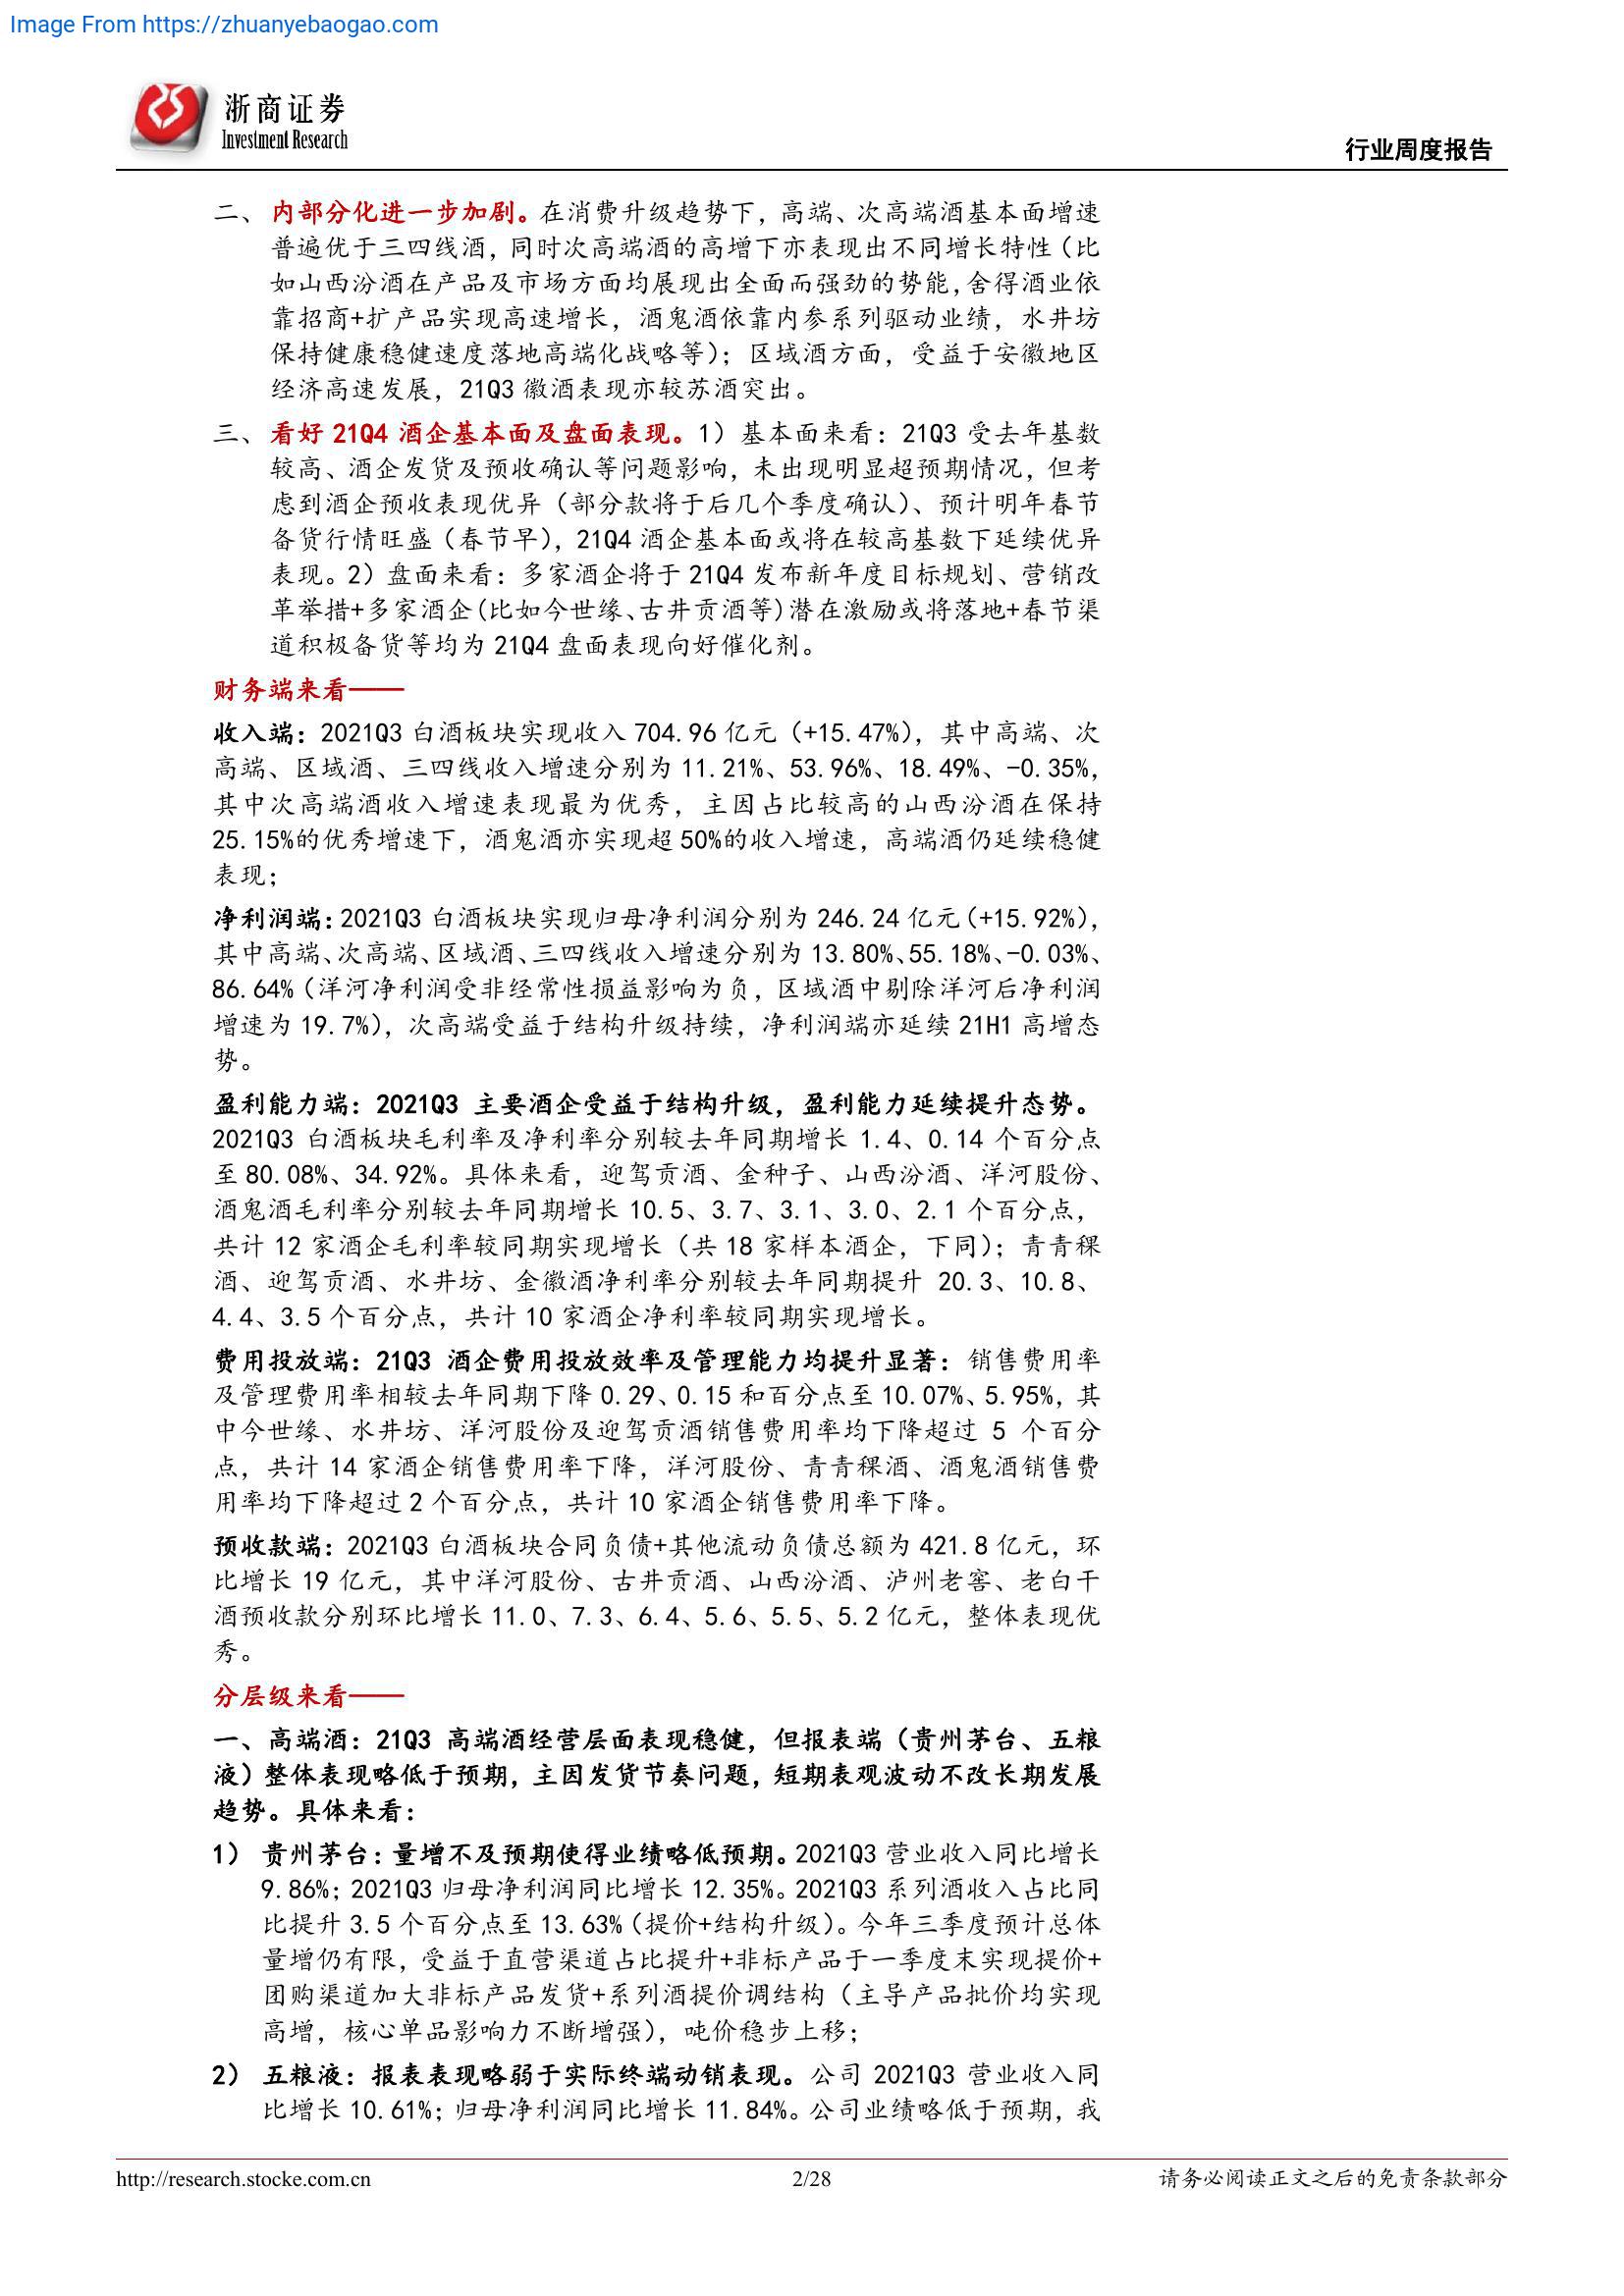 Image From https://zhuanyebaogao.com
浙商证券
Investment Research
行业周度报告
二、 内部分化进一步加剧。在消费升级趋势下，高端、次高端酒基本面增速
普遍优于三四线酒，同时次高端酒的高增下亦表现出不同增长特性（比
如山西汾酒在产品及市场方面均展现出全面而强劲的势能，舍得酒业依
靠招商+扩产品实现高速增长，酒鬼酒依靠内参系列驱动业绩，水井坊
保持健康稳健速度落地高端化战略等）；区域酒方面，受益于安徽地区
经济高速发展，21Q3 徽酒表现亦较苏酒突出。
三、 看好 21Q4 酒企基本面及盘面表现。1）基本面来看：21Q3 受去年基数
较高、酒企发货及预收确认等问题影响，未出现明显超预期情况，但考
虑到酒企预收表现优异（部分款将于后几个季度确认）、预计明年春节
备货行情旺盛（春节早），21Q4 酒企基本面或将在较高基数下延续优异
表现。2）盘面来看：多家酒企将于 21Q4 发布新年度目标规划、营销改
革举措+多家酒企(比如今世缘、古井贡酒等)潜在激励或将落地+春节渠
道积极备货等均为 21Q4 盘面表现向好催化剂。
财务端来看——
收入端：2021Q3 白酒板块实现收入 704.96 亿元（+15.47%），其中高端、次
高端、区域酒、三四线收入增速分别为 11.21%、53.96%、18.49%、-0.35%，
其中次高端酒收入增速表现最为优秀，主因占比较高的山西汾酒在保持
25.15%的优秀增速下，酒鬼酒亦实现超 50%的收入增速，高端酒仍延续稳健
表现；
净利润端：2021Q3 白酒板块实现归母净利润分别为 246.24 亿元（+15.92%），
其中高端、次高端、区域酒、三四线收入增速分别为 13.80%、55.18%、-0.03%、
86.64%（洋河净利润受非经常性损益影响为负，区域酒中剔除洋河后净利润
增速为 19.7%），次高端受益于结构升级持续，净利润端亦延续 21H1 高增态
势。
盈利能力端：2021Q3 主要酒企受益于结构升级，盈利能力延续提升态势。
2021Q3 白酒板块毛利率及净利率分别较去年同期增长 1.4、0.14 个百分点
至 80.08%、34.92%。具体来看，迎驾贡酒、金种子、山西汾酒、洋河股份、
酒鬼酒毛利率分别较去年同期增长 10.5、3.7、3.1、3.0、2.1 个百分点，
共计 12 家酒企毛利率较同期实现增长（共 18 家样本酒企，下同）；青青稞
酒、迎驾贡酒、水井坊、金徽酒净利率分别较去年同期提升 20.3、10.8、
4.4、3.5 个百分点，共计 10 家酒企净利率较同期实现增长。
费用投放端：21Q3 酒企费用投放效率及管理能力均提升显著：销售费用率
及管理费用率相较去年同期下降 0.29、0.15 和百分点至 10.07%、5.95%，其
中今世缘、水井坊、洋河股份及迎驾贡酒销售费用率均下降超过 5 个百分
点，共计 14 家酒企销售费用率下降，洋河股份、青青稞酒、酒鬼酒销售费
用率均下降超过 2 个百分点，共计 10 家酒企销售费用率下降。
预收款端：2021Q3 白酒板块合同负债+其他流动负债总额为 421.8 亿元，环
比增长 19 亿元，其中洋河股份、古井贡酒、山西汾酒、泸州老窖、老白干
酒预收款分别环比增长 11.0、7.3、6.4、5.6、5.5、5.2 亿元，整体表现优
秀。
分层级来看——
一、高端酒：21Q3 高端酒经营层面表现稳健，但报表端（贵州茅台、五粮
液）整体表现略低于预期，主因发货节奏问题，短期表观波动不改长期发展
趋势。具体来看：
1） 贵州茅台：量增不及预期使得业绩略低预期。2021Q3 营业收入同比增长
9.86%；2021Q3 归母净利润同比增长 12.35%。2021Q3 系列酒收入占比同
比提升 3.5 个百分点至 13.63%（提价+结构升级）。今年三季度预计总体
量增仍有限，受益于直营渠道占比提升+非标产品于一季度末实现提价+
团购渠道加大非标产品发货+系列酒提价调结构（主导产品批价均实现
高增，核心单品影响力不断增强），吨价稳步上移；
2） 五粮液：报表表现略弱于实际终端动销表现。公司 2021Q3 营业收入同
比增长 10.61%；归母净利润同比增长 11.84%。公司业绩略低于预期，我
http://research.stocke.com.cn
2/28
请务必阅读正文之后的免责条款部分